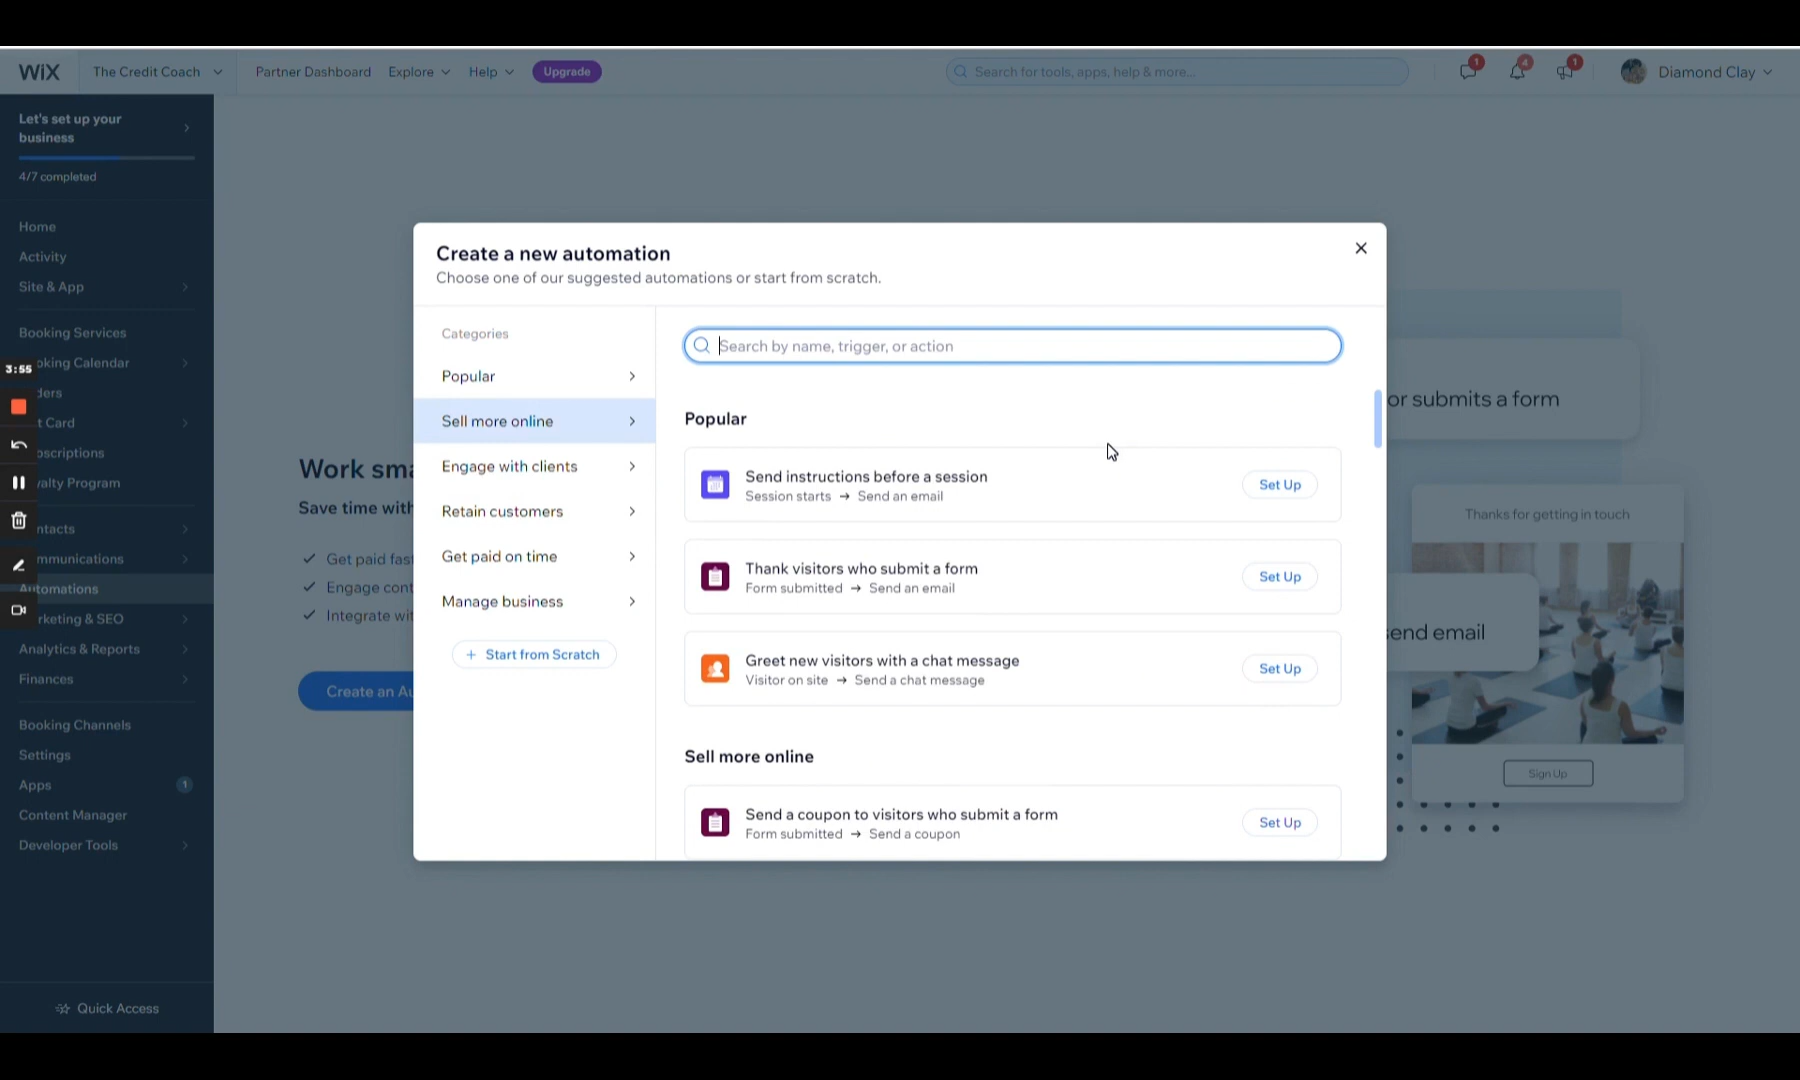 WiX
The Credit Coach
Partner Dashboard
Explore
Help
Upgrade
Search for tools, apps, help & more...
1
4
1
Diamond Clay
Let's set up your
business
4/7 completed
Home
Activity
Site & App
Booking Services
oking Calendar
3:55
ders
t Card
oscriptions
yalty Program
ntacts
mmunications
Automations
rketing & SEO
Analytics & Reports
Finances
Booking Channels
Settings
Apps
1
Content Manager
Developer Tools
Quick Access
Work sma
Save time with
Get paid fas
Engage cont
Integrate wi
Create an Au
Create a new automation
Choose one of our suggested automations or start from scratch.
Categories
Popular
Sell more online
Engage with clients
Retain customers
Get paid on time
Manage business
+ Start from Scratch
Search by name, trigger, or action
Popular
Send instructions before a session
Session starts → Send an email
Set Up
Thank visitors who submit a form
Form submitted → Send an email
Set Up
Greet new visitors with a chat message
Visitor on site → Send a chat message
Set Up
Sell more online
Send a coupon to visitors who submit a form
Form submitted → Send a coupon
Set Up
or submits a form
Thanks for getting in touch
send email
Sign Up